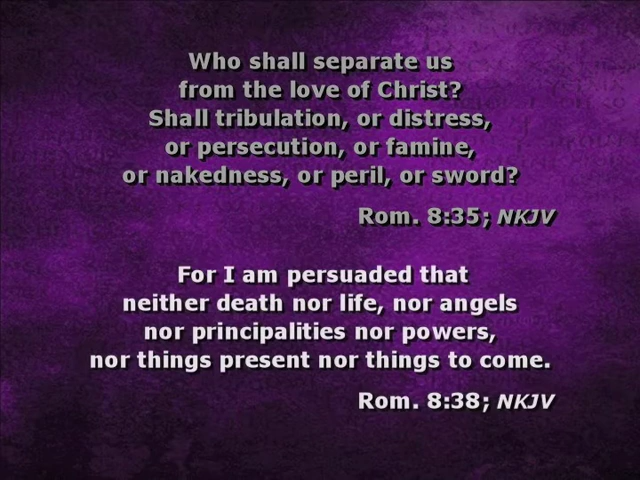 Who shall separate us
from the love of Christ?
Shall tribulation, or distress,
or persecution, or famine,
or nakedness, or peril, or sword?
Rom. 8:35; NKJV
For I am persuaded that
neither death nor life, nor angels
nor principalities nor powers,
nor things present nor things to come.
Rom. 8:38; NKJV